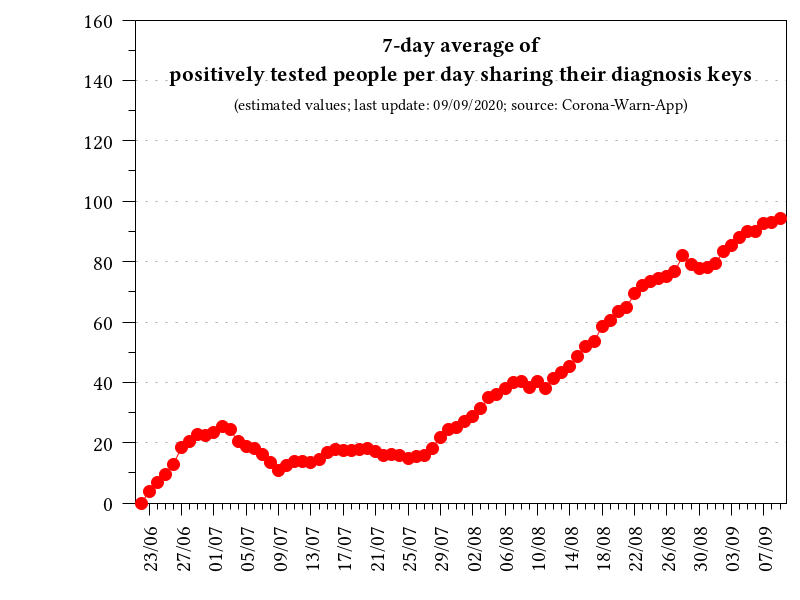 7-day average of
positively tested people per day sharing their diagnosis keys
(estimated values; last update: 09/09/2020; source: Corona-Warn-App)
160
140
120
100
80
60
40
20
0
23/06 27/06 01/07 05/07 09/07 13/07 17/07 21/07 25/07 29/07 02/08 06/08 10/08 14/08 18/08 22/08 26/08 30/08 03/09 07/09